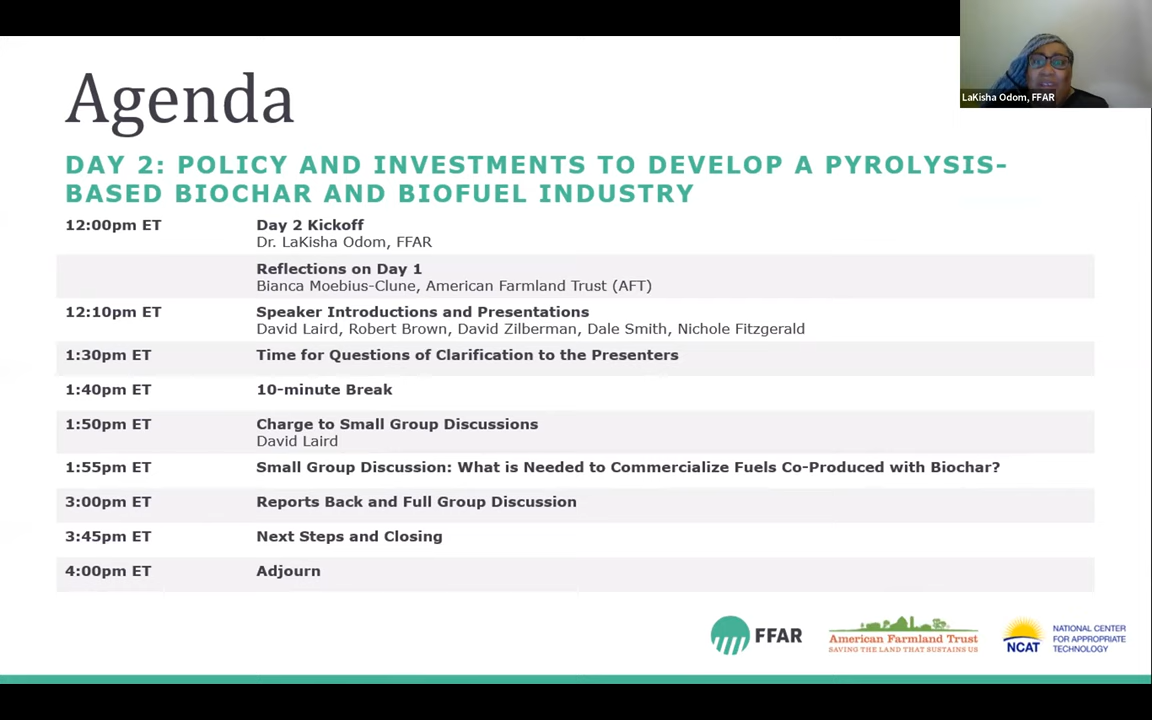 Agenda
LaKisha Odom, FFAR
DAY 2: POLICY AND INVESTMENTS TO DEVELOP A PYROLYSIS-
BASED BIOCHAR AND BIOFUEL INDUSTRY
12:00pm ET Day 2 Kickoff
Dr. LaKisha Odom, FFAR
Reflections on Day 1
Bianca Moebius-Clune, American Farmland Trust (AFT)
12:10pm ET Speaker Introductions and Presentations
David Laird, Robert Brown, David Zilberman, Dale Smith, Nichole Fitzgerald
1:30pm ET Time for Questions of Clarification to the Presenters
1:40pm ET 10-minute Break
1:50pm ET Charge to Small Group Discussions
David Laird
1:55pm ET Small Group Discussion: What is Needed to Commercialize Fuels Co-Produced with Biochar?
3:00pm ET Reports Back and Full Group Discussion
3:45pm ET Next Steps and Closing
4:00pm ET Adjourn
FFAR
American Farmland Trust
SAVING THE LAND THAT SUSTAINS US
NCAT
NATIONAL CENTER
FOR APPROPRIATE
TECHNOLOGY